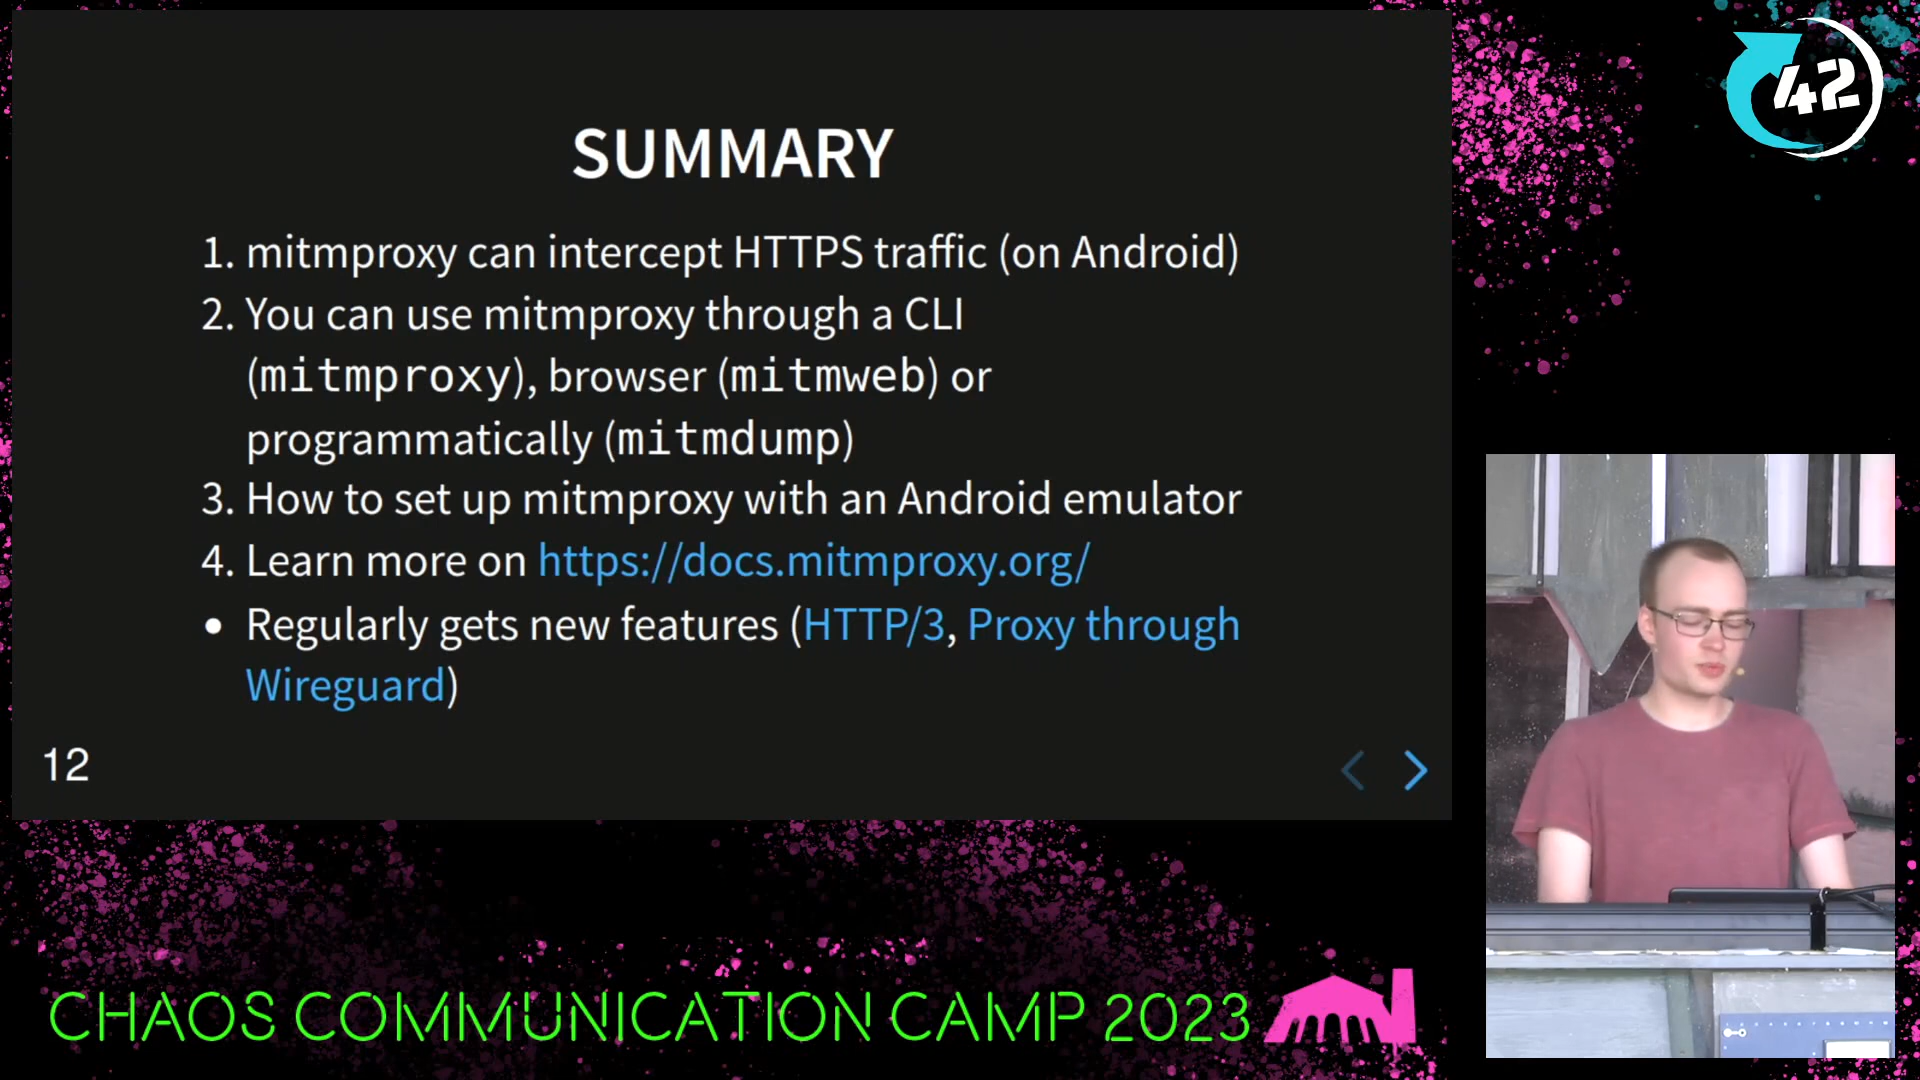 42
SUMMARY
1. mitmproxy can intercept HTTPS traffic (on Android)
2. You can use mitmproxy through a CLI
(mitmproxy), browser (mitmweb) or
programmatically (mitmdump)
3. How to set up mitmproxy with an Android emulator
4. Learn more on https://docs.mitmproxy.org/
• Regularly gets new features (HTTP/3, Proxy through
Wireguard)
12
CHAOS COMMUNICATION CAMP 2023